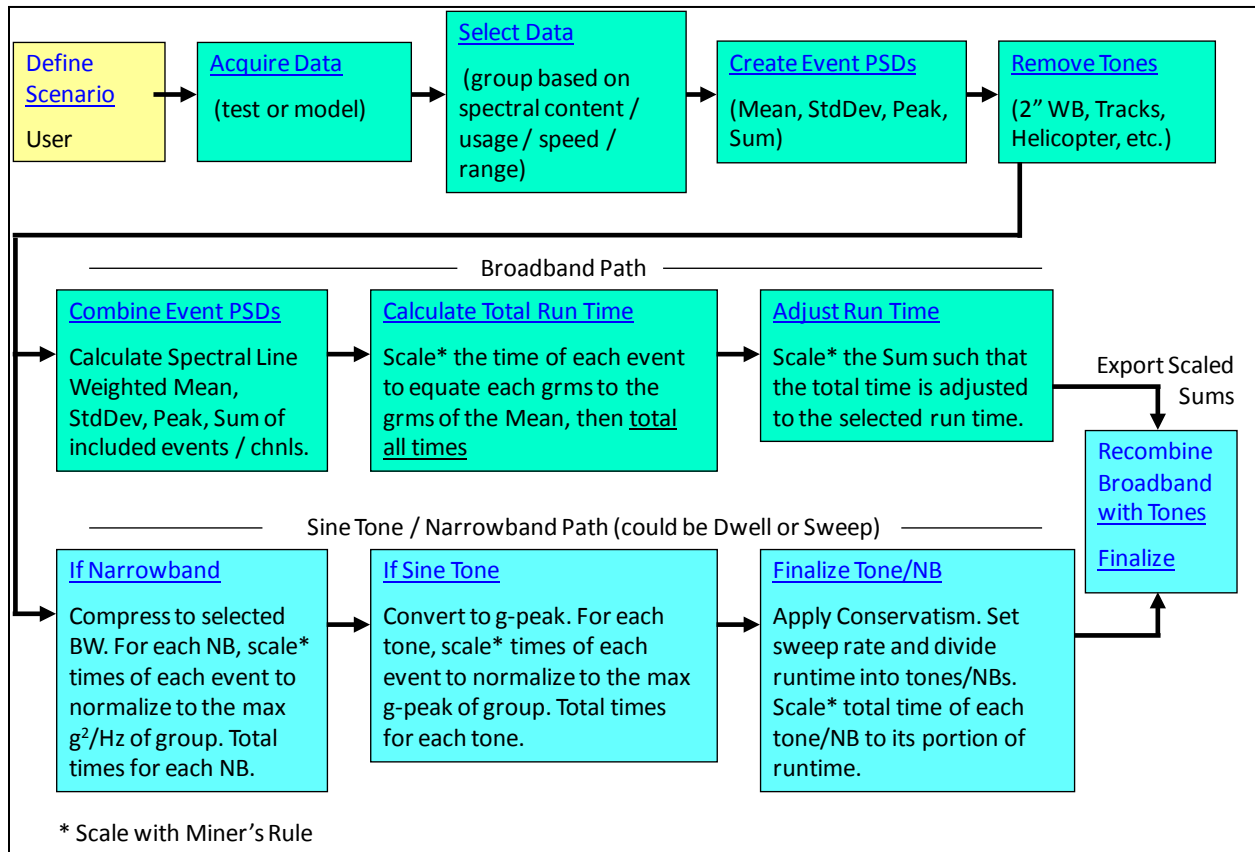 Define
Scenario
User
Acquire Data
(test or model)
Select Data
(group based on
spectral content /
usage / speed /
range)
Create Event PSDs
(Mean, StdDev, Peak,
Sum)
Remove Tones
(2” WB, Tracks,
Helicopter, etc.)
Broadband Path
Combine Event PSDs
Calculate Spectral Line
Weighted Mean,
StdDev, Peak, Sum of
included events / chnls.
Calculate Total Run Time
Scale* the time of each event
to equate each grms to the
grms of the Mean, then total
all times
Adjust Run Time
Scale* the Sum such that
the total time is adjusted
to the selected run time.
Export Scaled
Sums
Recombine
Broadband
with Tones
Finalize
Sine Tone / Narrowband Path (could be Dwell or Sweep)
If Narrowband
Compress to selected
BW. For each NB, scale*
times of each event to
normalize to the max
g²/Hz of group. Total
times for each NB.
If Sine Tone
Convert to g-peak. For each
tone, scale* times of each
event to normalize to the max
g-peak of group. Total times
for each tone.
Finalize Tone/NB
Apply Conservatism. Set
sweep rate and divide
runtime into tones/NBs.
Scale* total time of each
tone/NB to its portion of
runtime.
* Scale with Miner’s Rule